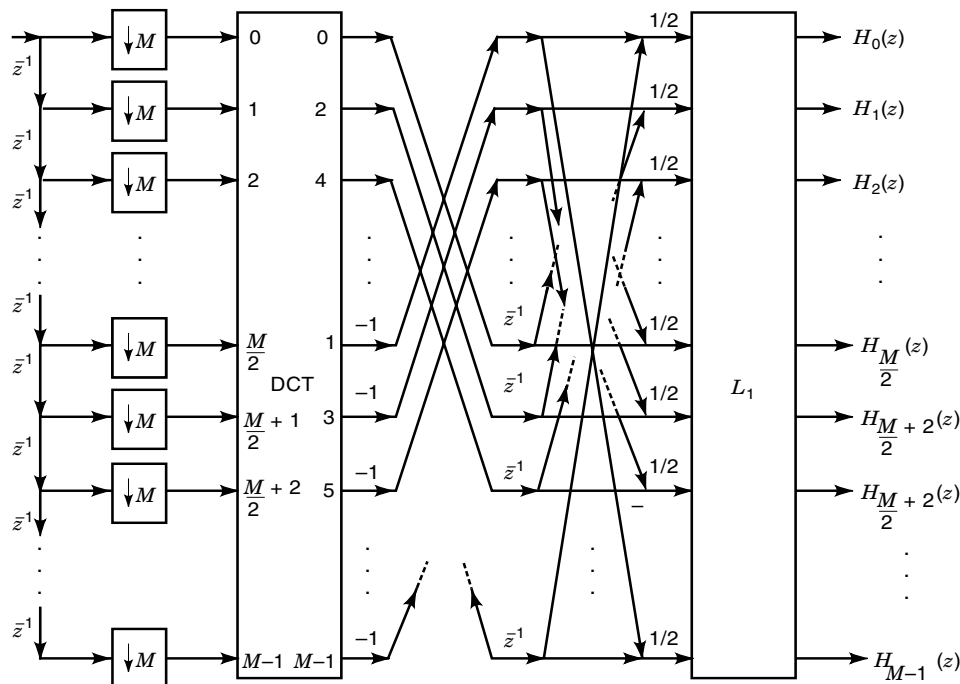 1/2
↓M 0 0 H₀(z)
z̄¹ 1/2
↓M 1 2 H₁(z)
z̄¹ 1/2
↓M 2 4 H₂(z)
z̄¹
z̄¹ z̄¹ 1/2
↓M M/2 –1 1 H_{M/2}(z)
DCT L₁
z̄¹ –1 z̄¹ 1/2
↓M M/2 + 1 3 H_{M/2 + 2}(z)
z̄¹ –1 z̄¹ 1/2
↓M M/2 + 2 5 – H_{M/2 + 2}(z)
z̄¹
z̄¹ –1 z̄¹ 1/2
↓M M–1 M–1 H_{M–1}(z)